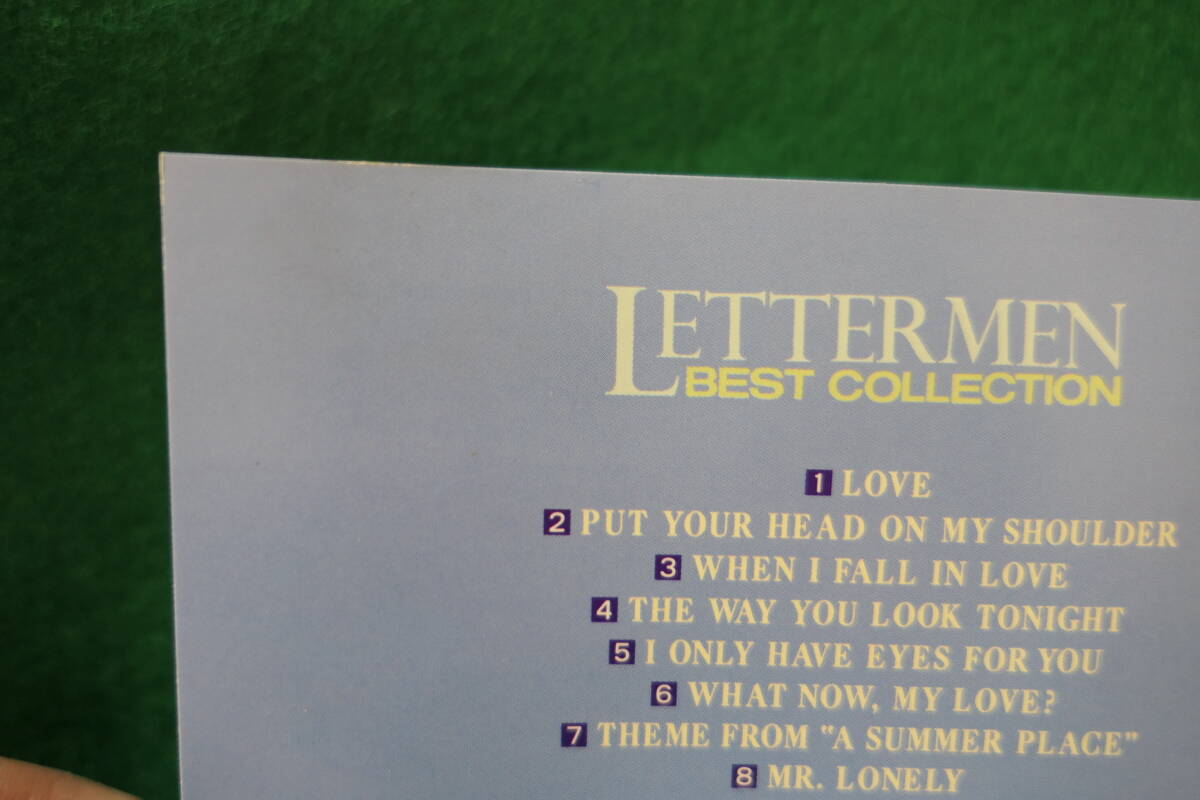 LETTERMEN
BEST COLLECTION
1 LOVE
2 PUT YOUR HEAD ON MY SHOULDER
3 WHEN I FALL IN LOVE
4 THE WAY YOU LOOK TONIGHT
5 I ONLY HAVE EYES FOR YOU
6 WHAT NOW, MY LOVE?
7 THEME FROM "A SUMMER PLACE"
8 MR. LONELY